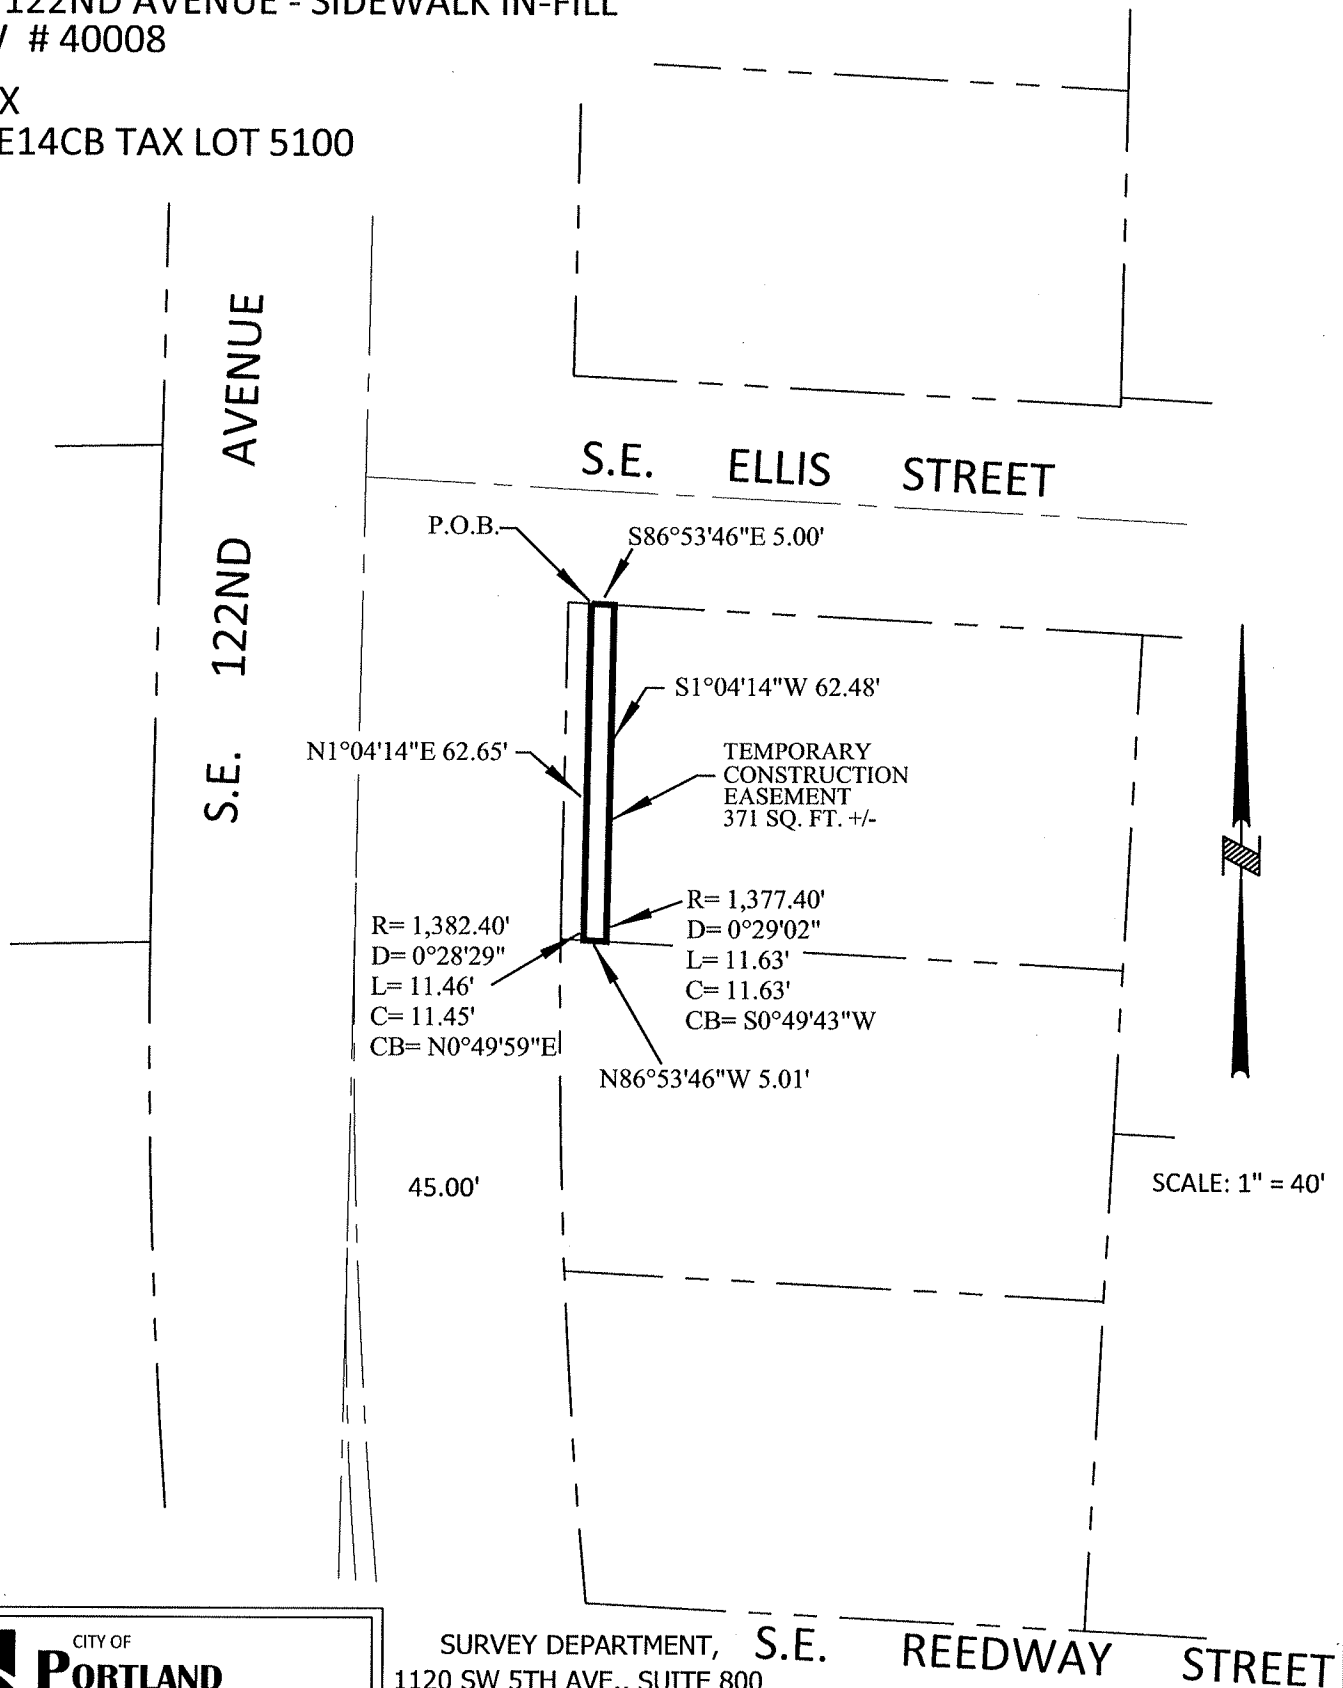 122ND AVENUE - SIDEWALK IN-FILL
# 40008
X
E14CB TAX LOT 5100
S.E. 122ND AVENUE
S.E. ELLIS STREET
P.O.B.
S86°53'46"E 5.00'
S1°04'14"W 62.48'
N1°04'14"E 62.65'
TEMPORARY
CONSTRUCTION
EASEMENT
371 SQ. FT. +/-
R= 1,382.40'
D= 0°28'29"
L= 11.46'
C= 11.45'
CB= N0°49'59"E
R= 1,377.40'
D= 0°29'02"
L= 11.63'
C= 11.63'
CB= S0°49'43"W
N86°53'46"W 5.01'
45.00'
SCALE: 1" = 40'
CITY OF
PORTLAND
SURVEY DEPARTMENT,
1120 SW 5TH AVE., SUITE 800
S.E. REEDWAY STREET